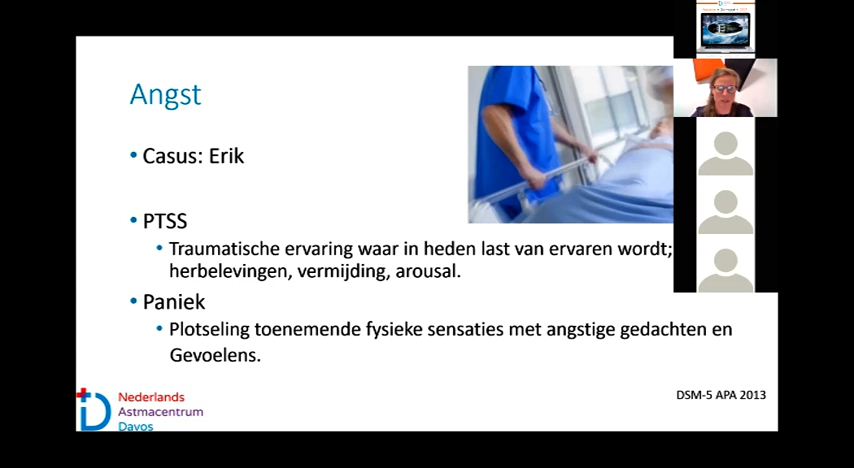 Angst
• Casus: Erik
• PTSS
• Traumatische ervaring waar in heden last van ervaren wordt;
herbelevingen, vermijding, arousal.
• Paniek
• Plotseling toenemende fysieke sensaties met angstige gedachten en
Gevoelens.
Nederlands
Astmacentrum
Davos
DSM-5 APA 2013